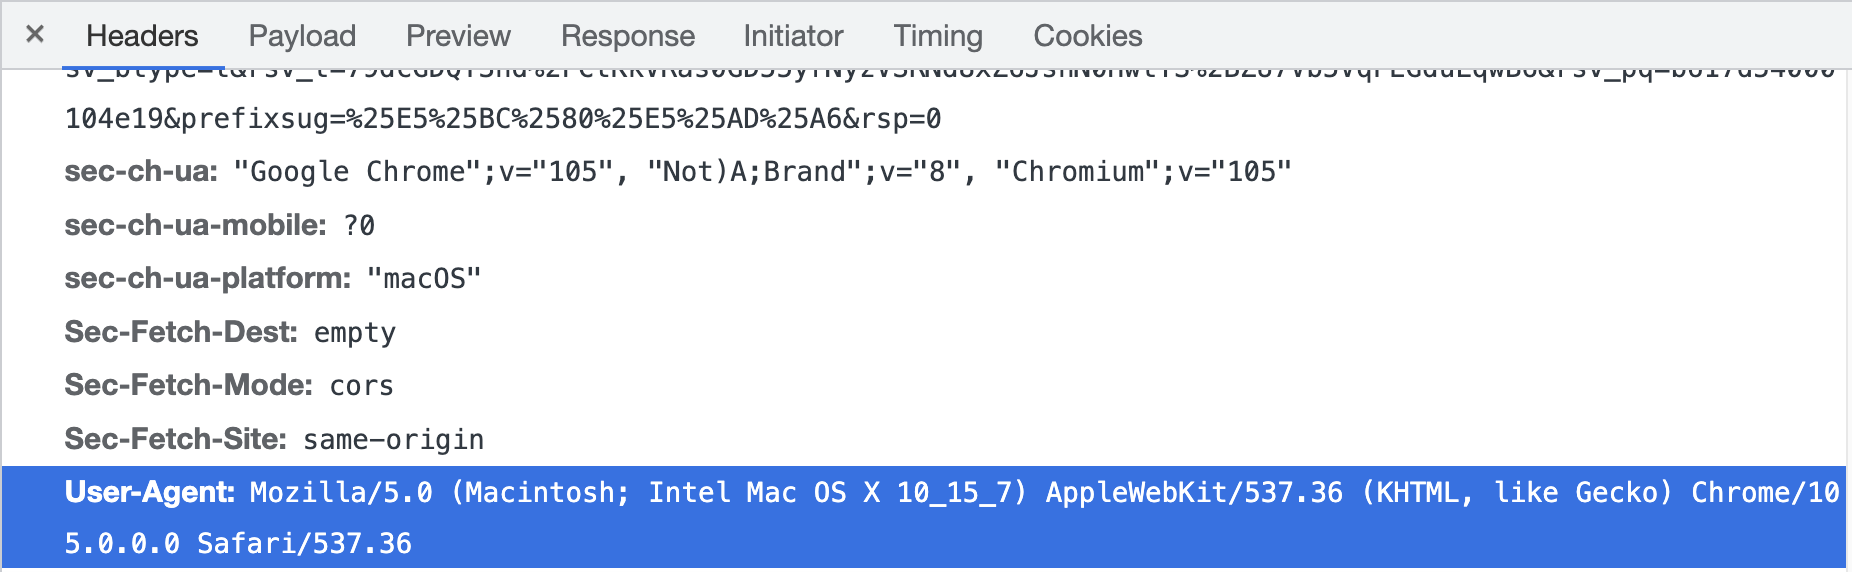 Headers Payload Preview Response Initiator Timing Cookies
104e19&prefixsug=%25E5%25BC%2580%25E5%25AD%25A6&rsp=0
sec-ch-ua: "Google Chrome";v="105", "Not)A;Brand";v="8", "Chromium";v="105"
sec-ch-ua-mobile: ?0
sec-ch-ua-platform: "macOS"
Sec-Fetch-Dest: empty
Sec-Fetch-Mode: cors
Sec-Fetch-Site: same-origin
User-Agent: Mozilla/5.0 (Macintosh; Intel Mac OS X 10_15_7) AppleWebKit/537.36 (KHTML, like Gecko) Chrome/10
5.0.0.0 Safari/537.36